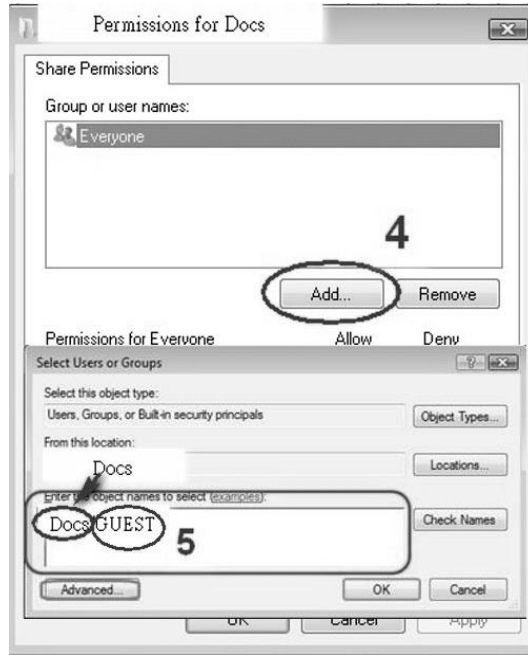 Permissions for Docs
Share Permissions
Group or user names:
Everyone
4
Add... Remove
Permissions for Everyone Allow Deny
Select Users or Groups
Select this object type:
Users, Groups, or Built-in security principals Object Types...
From this location:
Docs Locations...
Enter the object names to select (examples):
Docs GUEST 5 Check Names
Advanced... OK Cancel
OK Cancel Apply